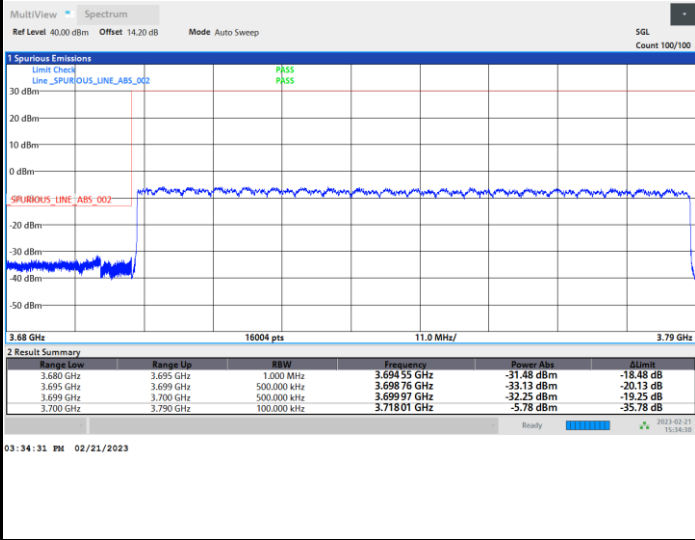 MultiView Spectrum
Ref Level 40.00 dBm Offset 14.20 dB Mode Auto Sweep SGL
Count 100/100
1 Spurious Emissions
Limit Check PASS
Line _SPURIOUS_LINE_ABS_002 PASS
30 dBm
20 dBm
10 dBm
0 dBm
_SPURIOUS_LINE_ABS_002
-20 dBm
-30 dBm
-40 dBm
-50 dBm
3.68 GHz 16004 pts 11.0 MHz/ 3.79 GHz
2 Result Summary
Range Low Range Up RBW Frequency Power Abs ΔLimit
3.680 GHz 3.695 GHz 1.000 MHz 3.694 55 GHz -31.48 dBm -18.48 dB
3.695 GHz 3.699 GHz 500.000 kHz 3.698 76 GHz -33.13 dBm -20.13 dB
3.699 GHz 3.700 GHz 500.000 kHz 3.699 97 GHz -32.25 dBm -19.25 dB
3.700 GHz 3.790 GHz 100.000 kHz 3.718 01 GHz -5.78 dBm -35.78 dB
Ready 2023-02-21
15:34:30
03:34:31 PM 02/21/2023